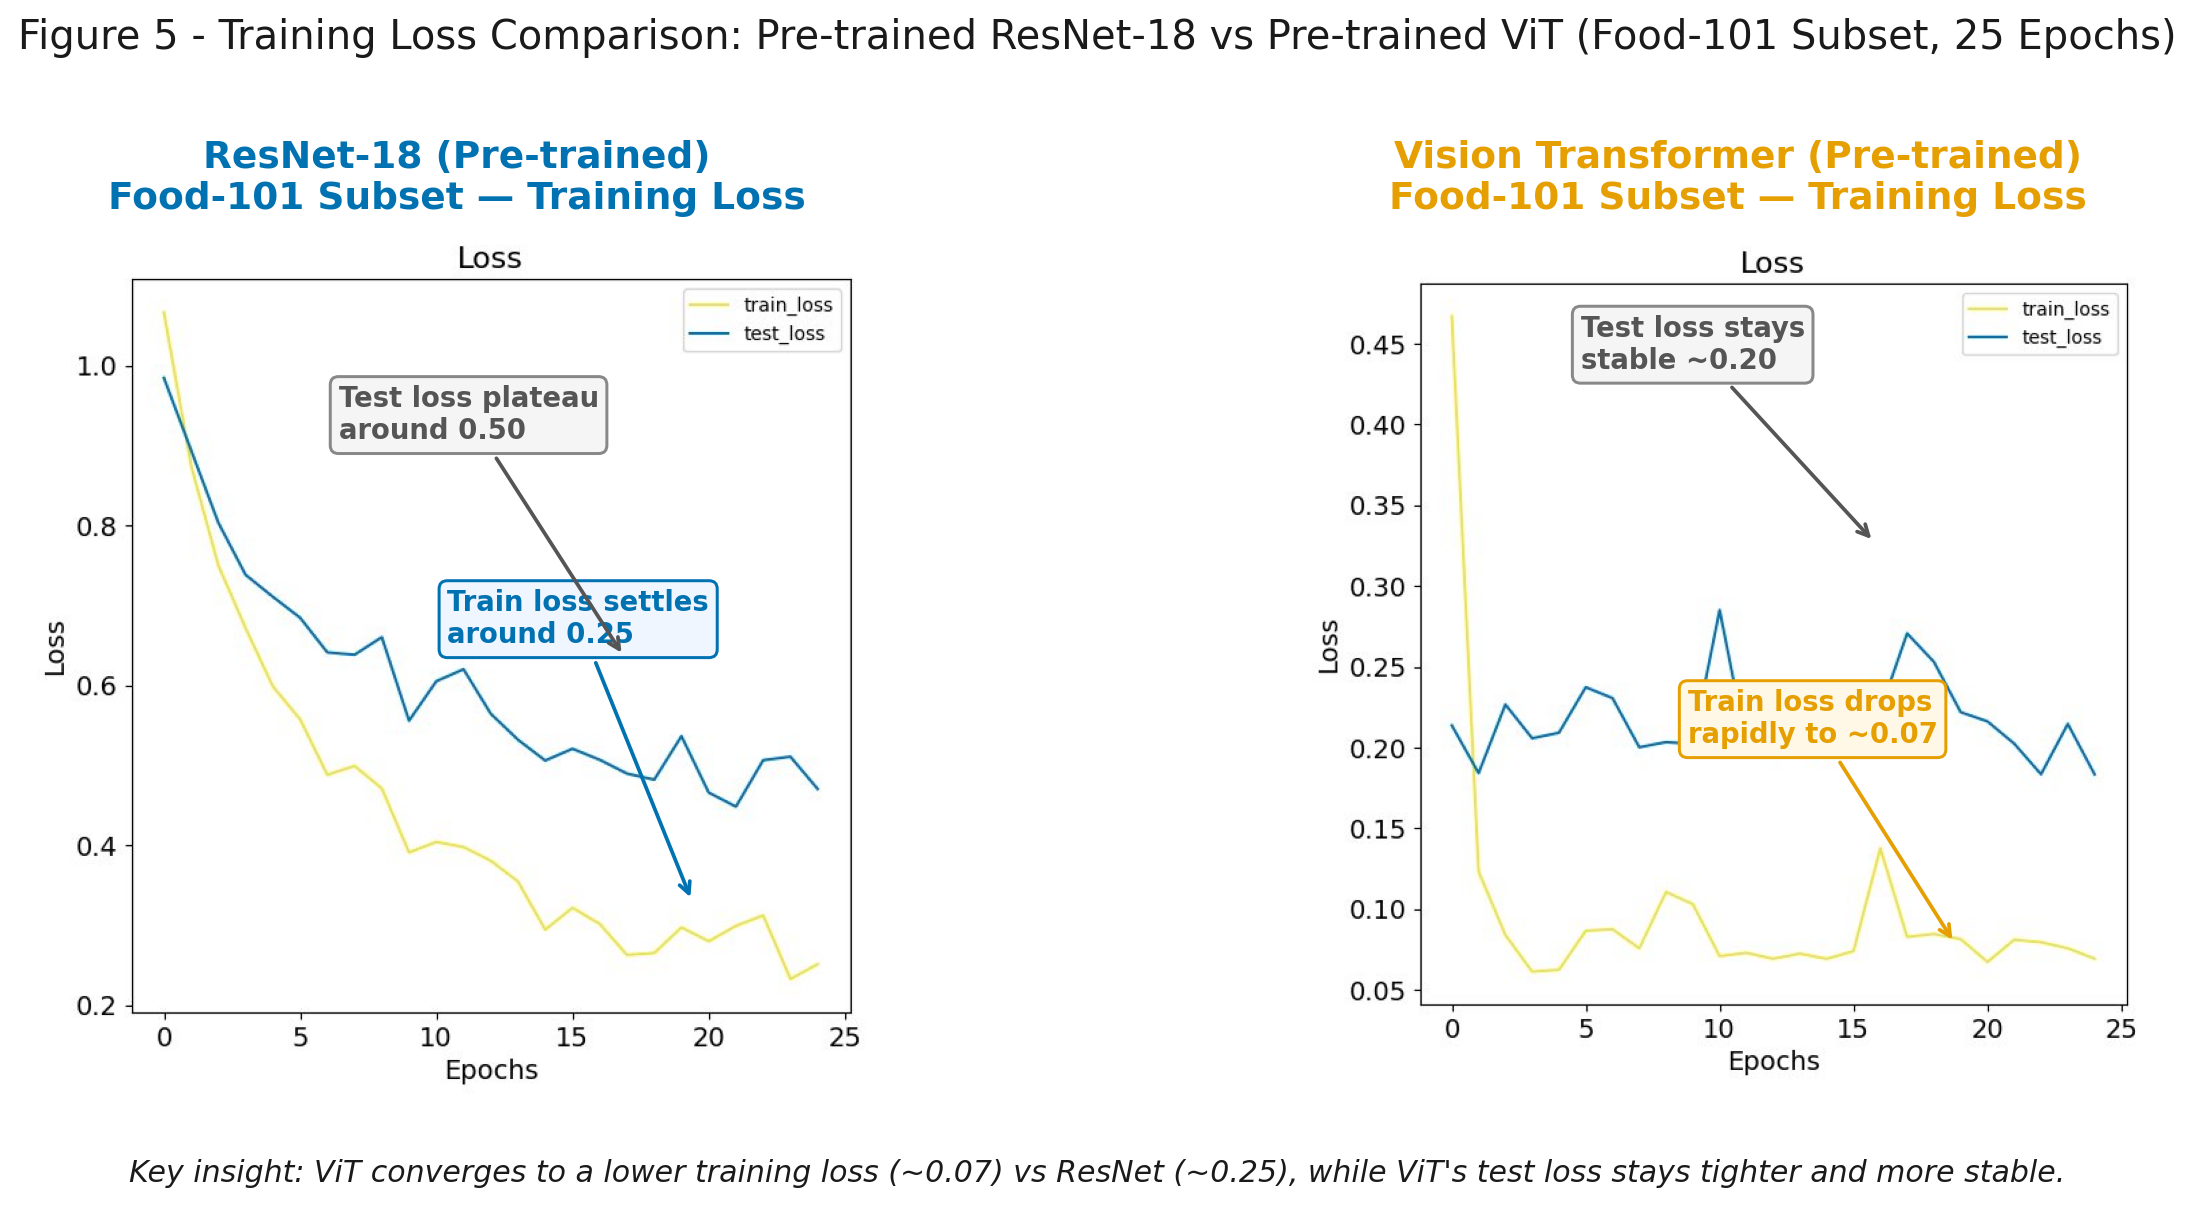 Figure 5 - Training Loss Comparison: Pre-trained ResNet-18 vs Pre-trained ViT (Food-101 Subset, 25 Epochs)
ResNet-18 (Pre-trained)
Food-101 Subset — Training Loss
Loss
train_loss
test_loss
Test loss plateau
around 0.50
Train loss settles
around 0.25
1.0
0.8
0.6
0.4
0.2
Loss
0
5
10
15
20
25
Epochs
Vision Transformer (Pre-trained)
Food-101 Subset — Training Loss
Loss
train_loss
test_loss
Test loss stays
stable ~0.20
Train loss drops
rapidly to ~0.07
0.45
0.40
0.35
0.30
0.25
0.20
0.15
0.10
0.05
Loss
0
5
10
15
20
25
Epochs
Key insight: ViT converges to a lower training loss (~0.07) vs ResNet (~0.25), while ViT's test loss stays tighter and more stable.